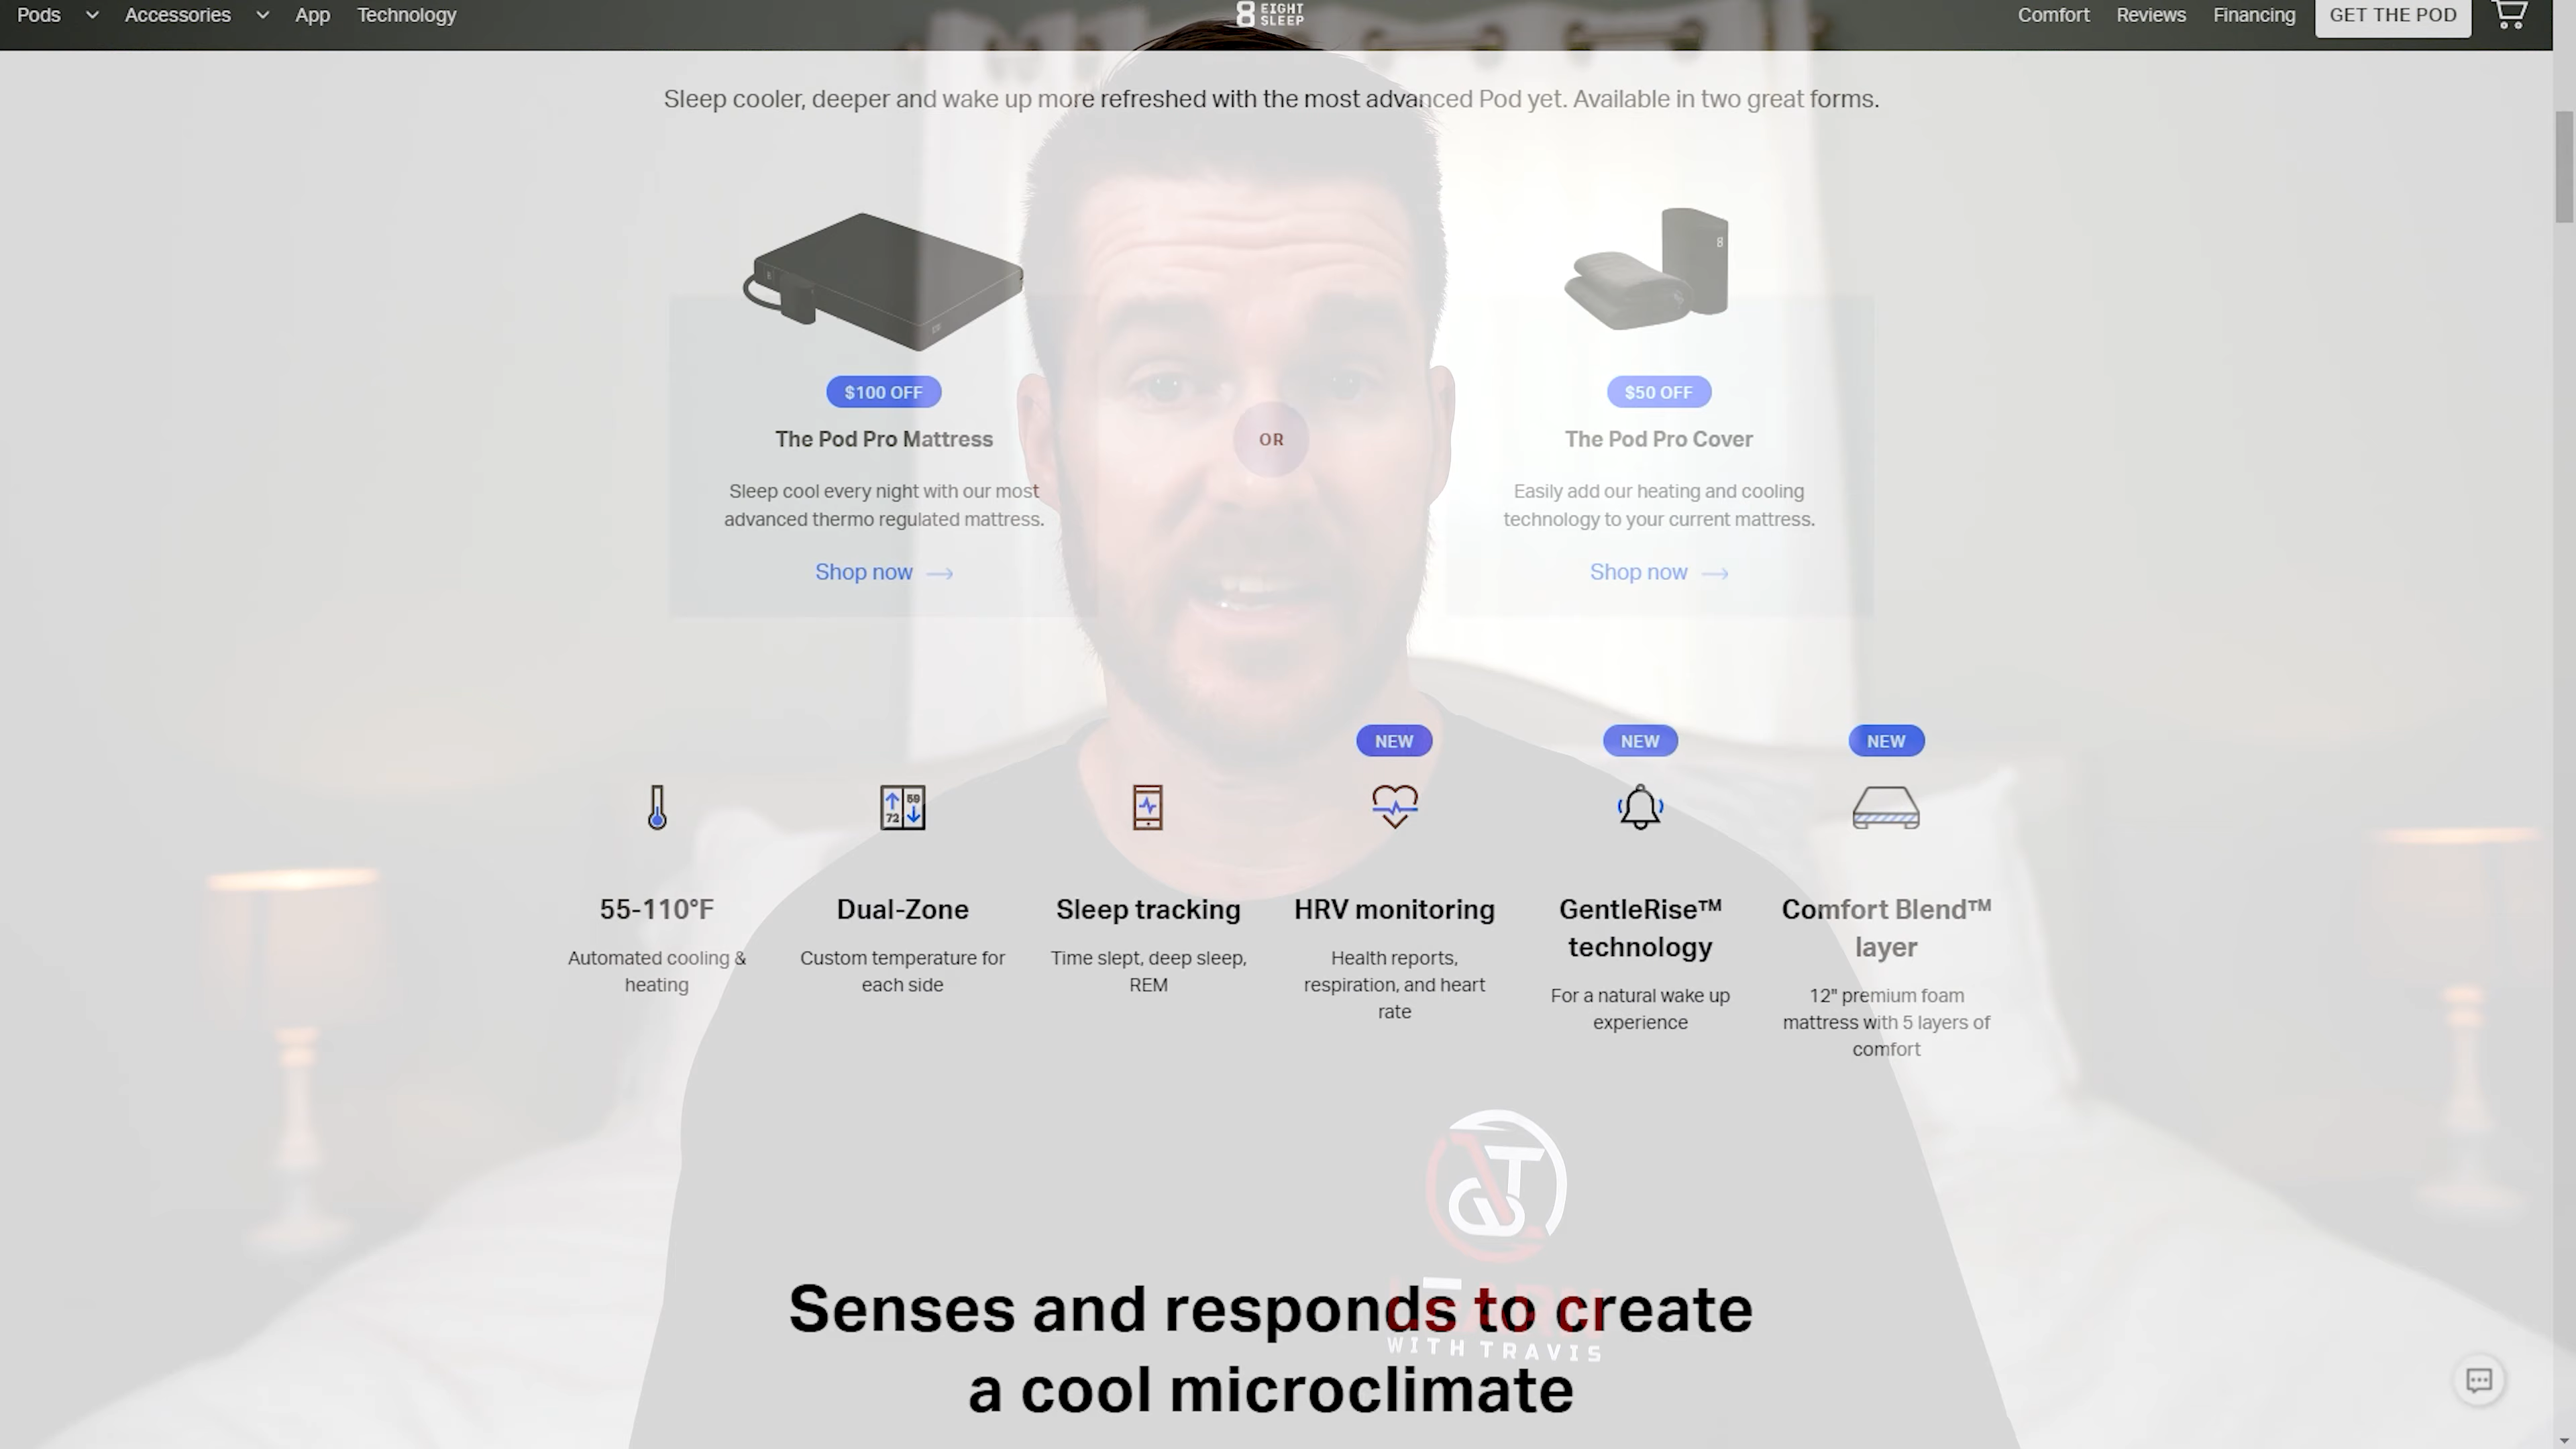 Pods
Accessories
App
Technology
8 EIGHT
SLEEP
Comfort
Reviews
Financing
GET THE POD
Sleep cooler, deeper and wake up more refreshed with the most advanced Pod yet. Available in two great forms.
8
$100 OFF
The Pod Pro Mattress
Sleep cool every night with our most
advanced thermo regulated mattress.
Shop now
OR
$50 OFF
The Pod Pro Cover
Easily add our heating and cooling
technology to your current mattress.
Shop now
59
72
55-110°F
Automated cooling &
heating
Dual-Zone
Custom temperature for
each side
Sleep tracking
Time slept, deep sleep,
REM
NEW
HRV monitoring
Health reports,
respiration, and heart
rate
NEW
GentleRise™
technology
For a natural wake up
experience
NEW
Comfort Blend™
layer
12" premium foam
mattress with 5 layers of
comfort
LEARN
WITH TRAVIS
Senses and responds to create
a cool microclimate